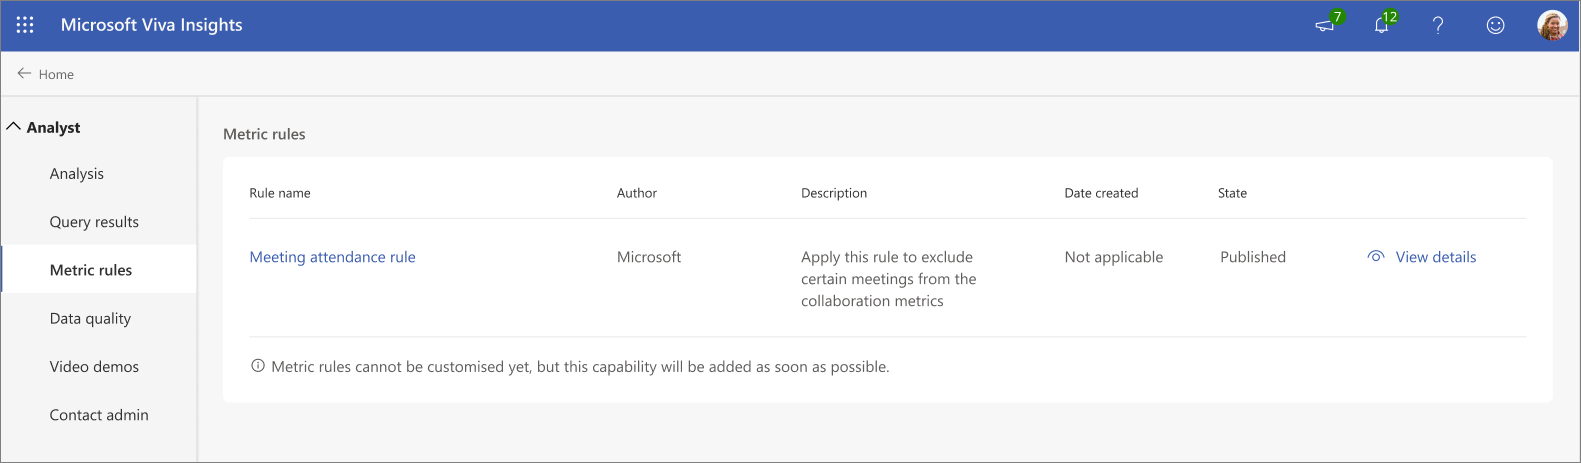 Microsoft Viva Insights
7
12
Home
Analyst
Analysis
Query results
Metric rules
Data quality
Video demos
Contact admin
Metric rules
Rule name Author Description Date created State
Meeting attendance rule Microsoft Apply this rule to exclude Not applicable Published View details
certain meetings from the
collaboration metrics
Metric rules cannot be customised yet, but this capability will be added as soon as possible.